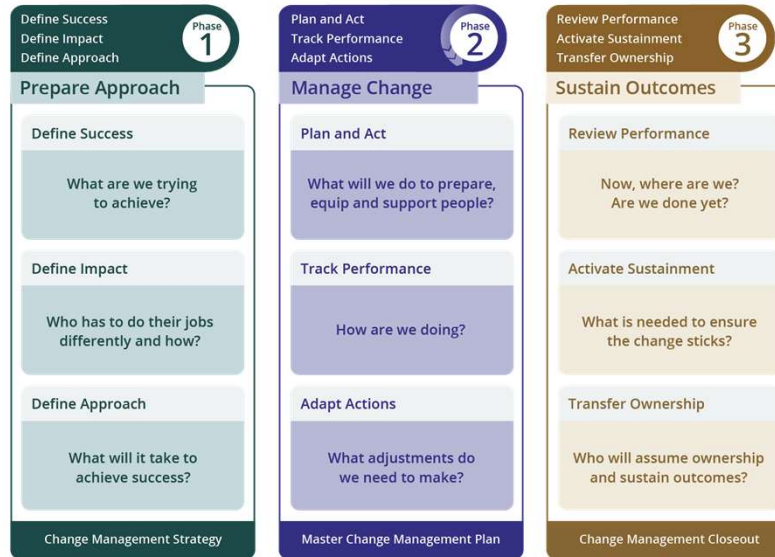 Define Success
Define Impact
Define Approach
Phase
1
Prepare Approach
Define Success
What are we trying
to achieve?
Define Impact
Who has to do their jobs
differently and how?
Define Approach
What will it take to
achieve success?
Change Management Strategy
Plan and Act
Track Performance
Adapt Actions
Phase
2
Manage Change
Plan and Act
What will we do to prepare,
equip and support people?
Track Performance
How are we doing?
Adapt Actions
What adjustments do
we need to make?
Master Change Management Plan
Review Performance
Activate Sustainment
Transfer Ownership
Phase
3
Sustain Outcomes
Review Performance
Now, where are we?
Are we done yet?
Activate Sustainment
What is needed to ensure
the change sticks?
Transfer Ownership
Who will assume ownership
and sustain outcomes?
Change Management Closeout